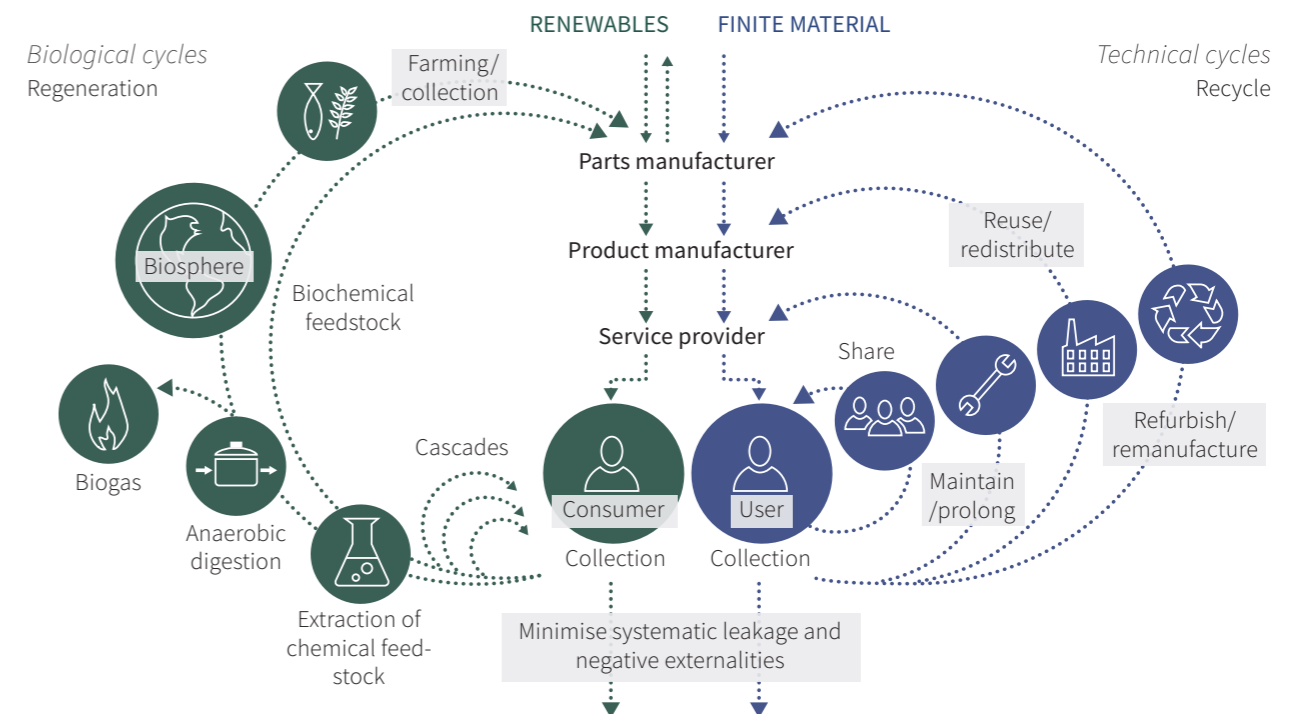 RENEWABLES
FINITE MATERIAL
Biological cycles
Regeneration
Technical cycles
Recycle
Farming/
collection
Parts manufacturer
Reuse/
redistribute
Product manufacturer
Biosphere
Biochemical
feedstock
Service provider
Share
Refurbish/
remanufacture
Cascades
Biogas
Maintain
/prolong
Consumer
User
Anaerobic
digestion
Collection
Collection
Extraction of
chemical feed-
stock
Minimise systematic leakage and
negative externalities